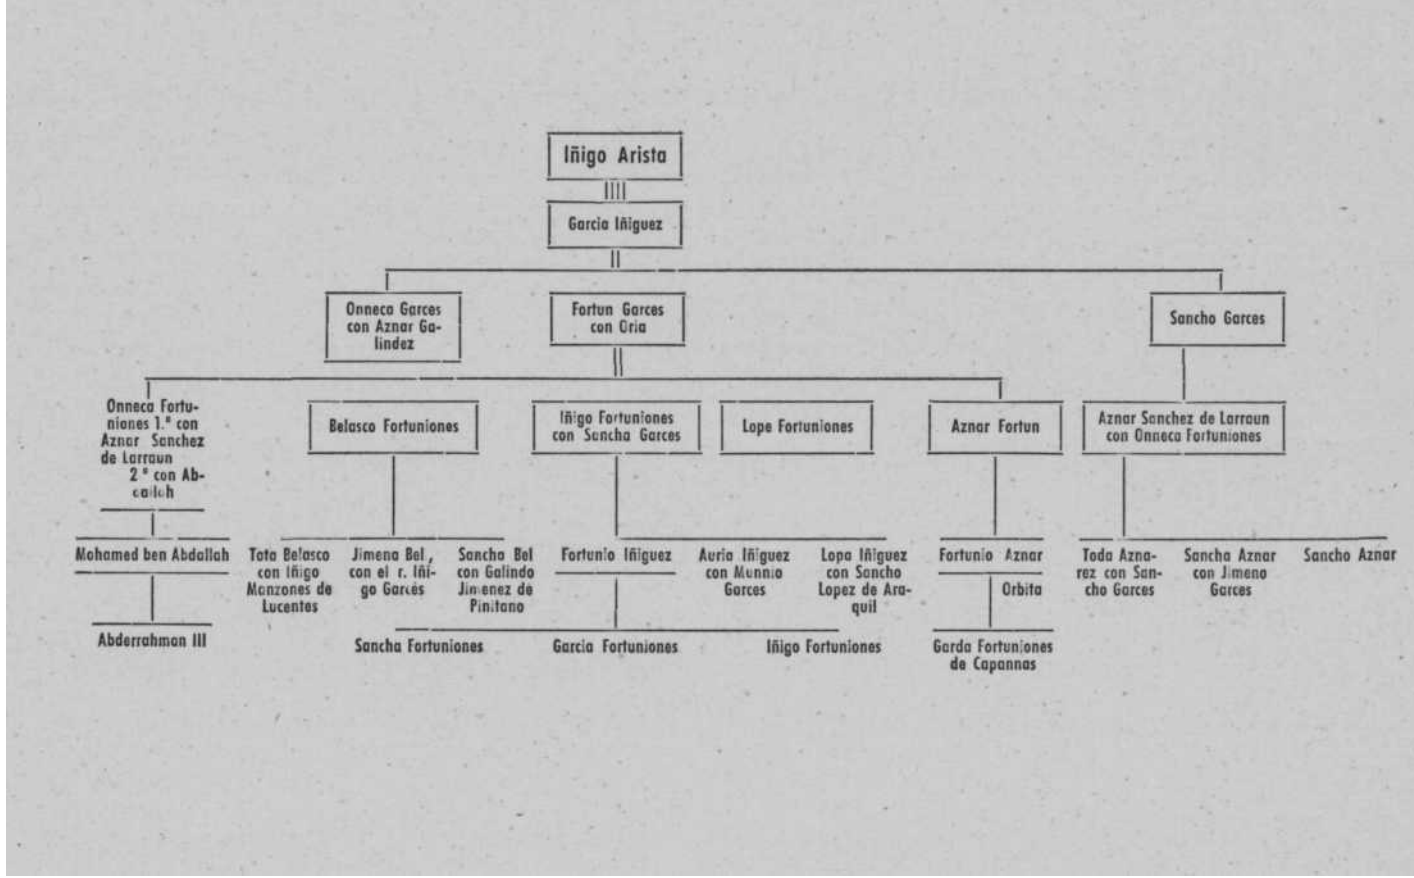 Iñigo Arista
Garcia Iñiguez
Onneca Garces
con Aznar Ga-
lindez
Fortun Garces
con Oria
Sancho Garces
Onneca Fortu-
niones 1.º con
Aznar Sanchez
de Larraun
2 º con Ab-
Belasco Fortuniones
Iñigo Fortuniones
con Sancha Garces
Lope Fortuniones
Aznar Fortun
Aznar Sanchez de Larraun
con Onneca Fortuniones
Mohamed ben Abdallah
Tota Belasco
con Iñigo
Manzones de
Lucentes
Jimena Bel,
con el r. Iñi-
go Garcés
Sancha Bel
con Galindo
Jimenez de
Pinitano
Fortunio Iñiguez
Auria Iñiguez
con Munnio
Garces
Lopa Iñiguez
con Sancho
Lopez de Ara-
quil
Fortunio Aznar
Orbita
Toda Azna-
rez con San-
cho Garces
Sancha Aznar
con Jimeno
Garces
Sancho Aznar
Abderrahman III
Sancha Fortuniones
Garcia Fortuniones
Iñigo Fortuniones
Garda Fortuniones
de Capannas